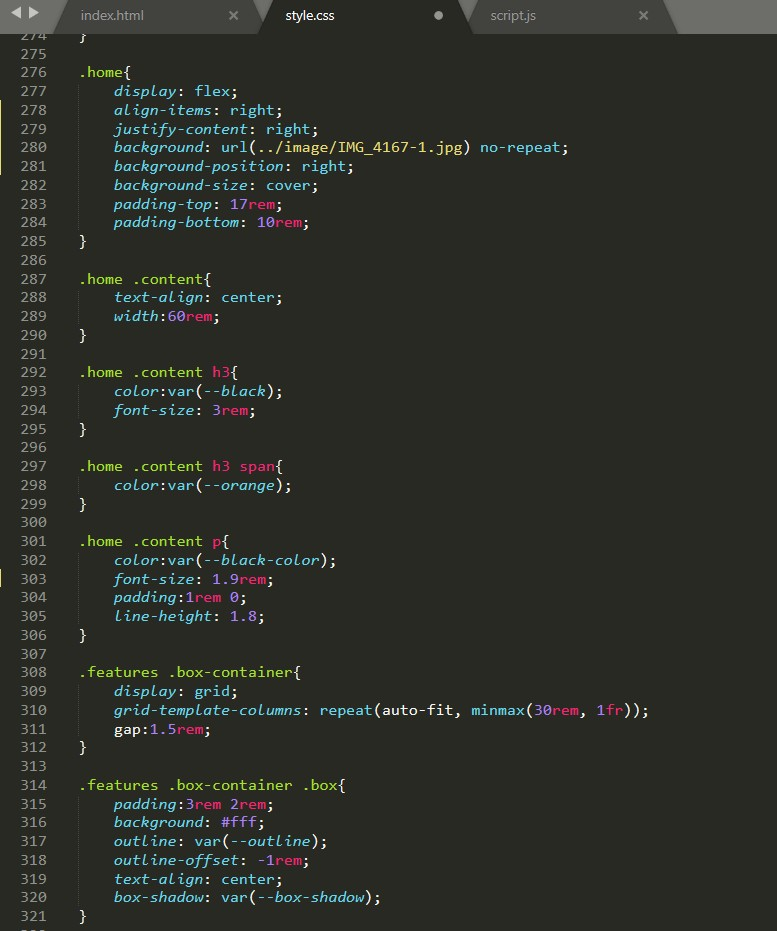 index.html × style.css script.js ×
274 }
275
276 .home{
277 display: flex;
278 align-items: right;
279 justify-content: right;
280 background: url(../image/IMG_4167-1.jpg) no-repeat;
281 background-position: right;
282 background-size: cover;
283 padding-top: 17rem;
284 padding-bottom: 10rem;
285 }
286
287 .home .content{
288 text-align: center;
289 width:60rem;
290 }
291
292 .home .content h3{
293 color:var(--black);
294 font-size: 3rem;
295 }
296
297 .home .content h3 span{
298 color:var(--orange);
299 }
300
301 .home .content p{
302 color:var(--black-color);
303 font-size: 1.9rem;
304 padding:1rem 0;
305 line-height: 1.8;
306 }
307
308 .features .box-container{
309 display: grid;
310 grid-template-columns: repeat(auto-fit, minmax(30rem, 1fr));
311 gap:1.5rem;
312 }
313
314 .features .box-container .box{
315 padding:3rem 2rem;
316 background: #fff;
317 outline: var(--outline);
318 outline-offset: -1rem;
319 text-align: center;
320 box-shadow: var(--box-shadow);
321 }